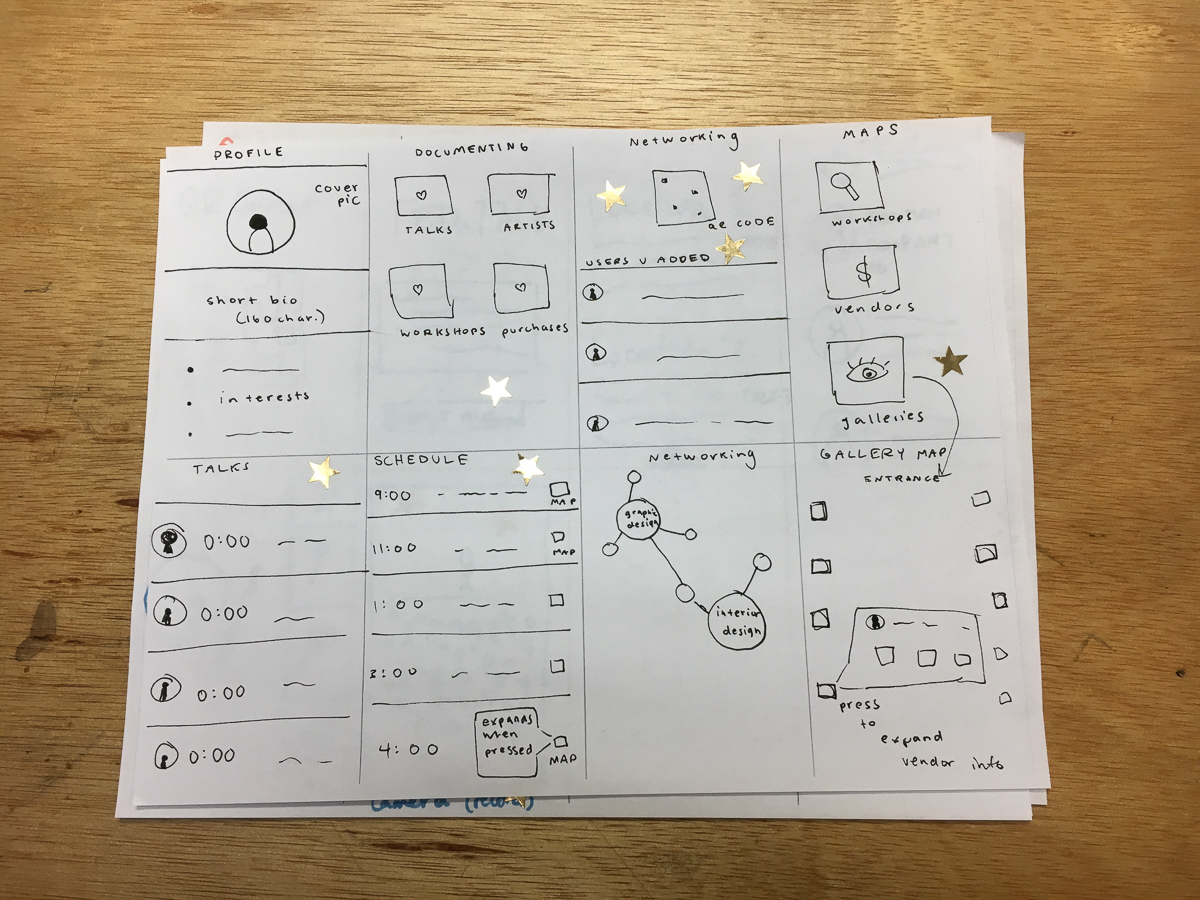 PROFILE
cover
pic
short bio
(160 char.)
interests
DOCUMENTING
TALKS
ARTISTS
WORKSHOPS
purchases
Networking
QR CODE
USERS U ADDED
MAPS
workshops
$
vendors
galleries
TALKS
0:00
0:00
0:00
0:00
SCHEDULE
9:00
MAP
11:00
MAP
1:00
3:00
4:00
expands
when
pressed
MAP
Networking
graphic
design
interior
design
GALLERY MAP
ENTRANCE
press
to
expand
vendor info
camera (record)